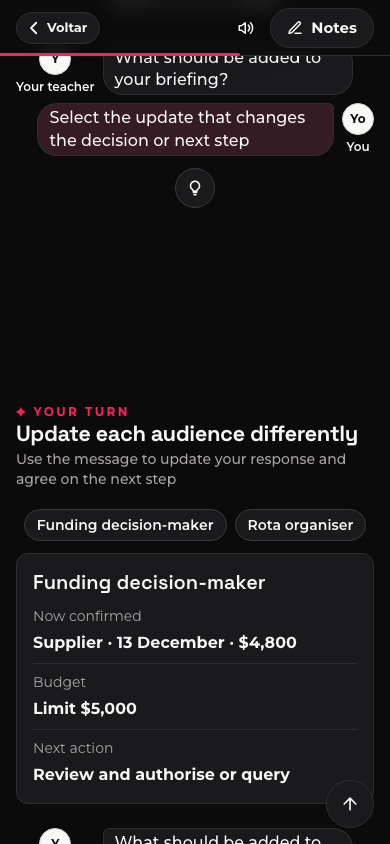 Voltar
Notes
Y
What should be added to
your briefing?
Your teacher
Select the update that changes
the decision or next step
Yo
You
YOUR TURN
Update each audience differently
Use the message to update your response and
agree on the next step
Funding decision-maker
Rota organiser
Funding decision-maker
Now confirmed
Supplier · 13 December · $4,800
Budget
Limit $5,000
Next action
Review and authorise or query
Y
What should be added to